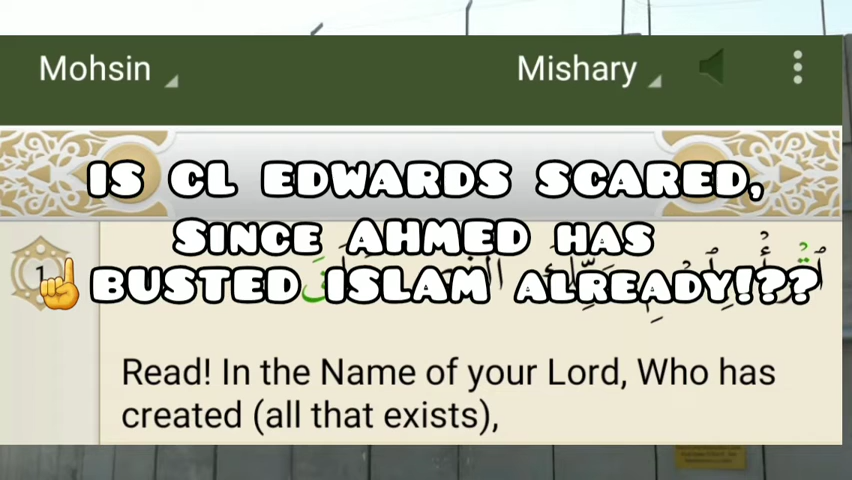 Mohsin
Mishary
IS CL EDWARDS SCARED,
SINCE AHMED HAS
1
☝BUSTED ISLAM ALREADY!??
Read! In the Name of your Lord, Who has
created (all that exists),